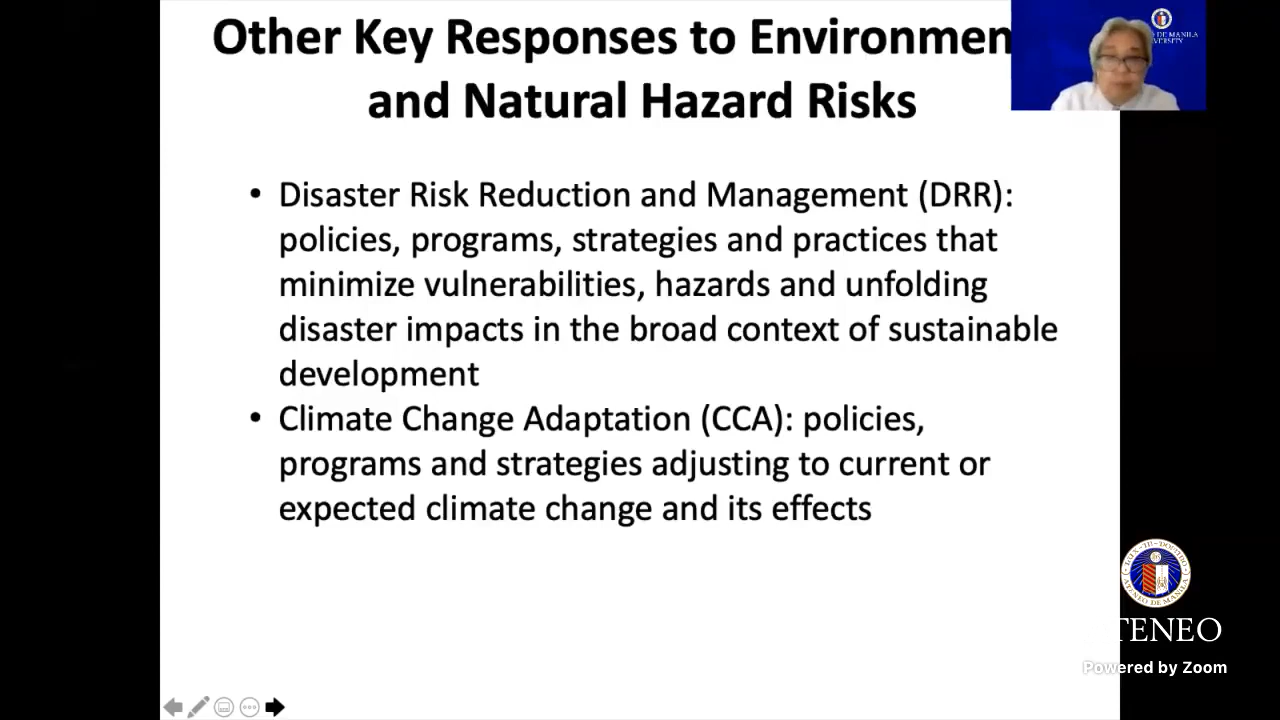 Other Key Responses to Environmen
and Natural Hazard Risks
• Disaster Risk Reduction and Management (DRR):
policies, programs, strategies and practices that
minimize vulnerabilities, hazards and unfolding
disaster impacts in the broad context of sustainable
development
• Climate Change Adaptation (CCA): policies,
programs and strategies adjusting to current or
expected climate change and its effects
DE MANILA
VERSITY
TENEO
Powered by Zoom